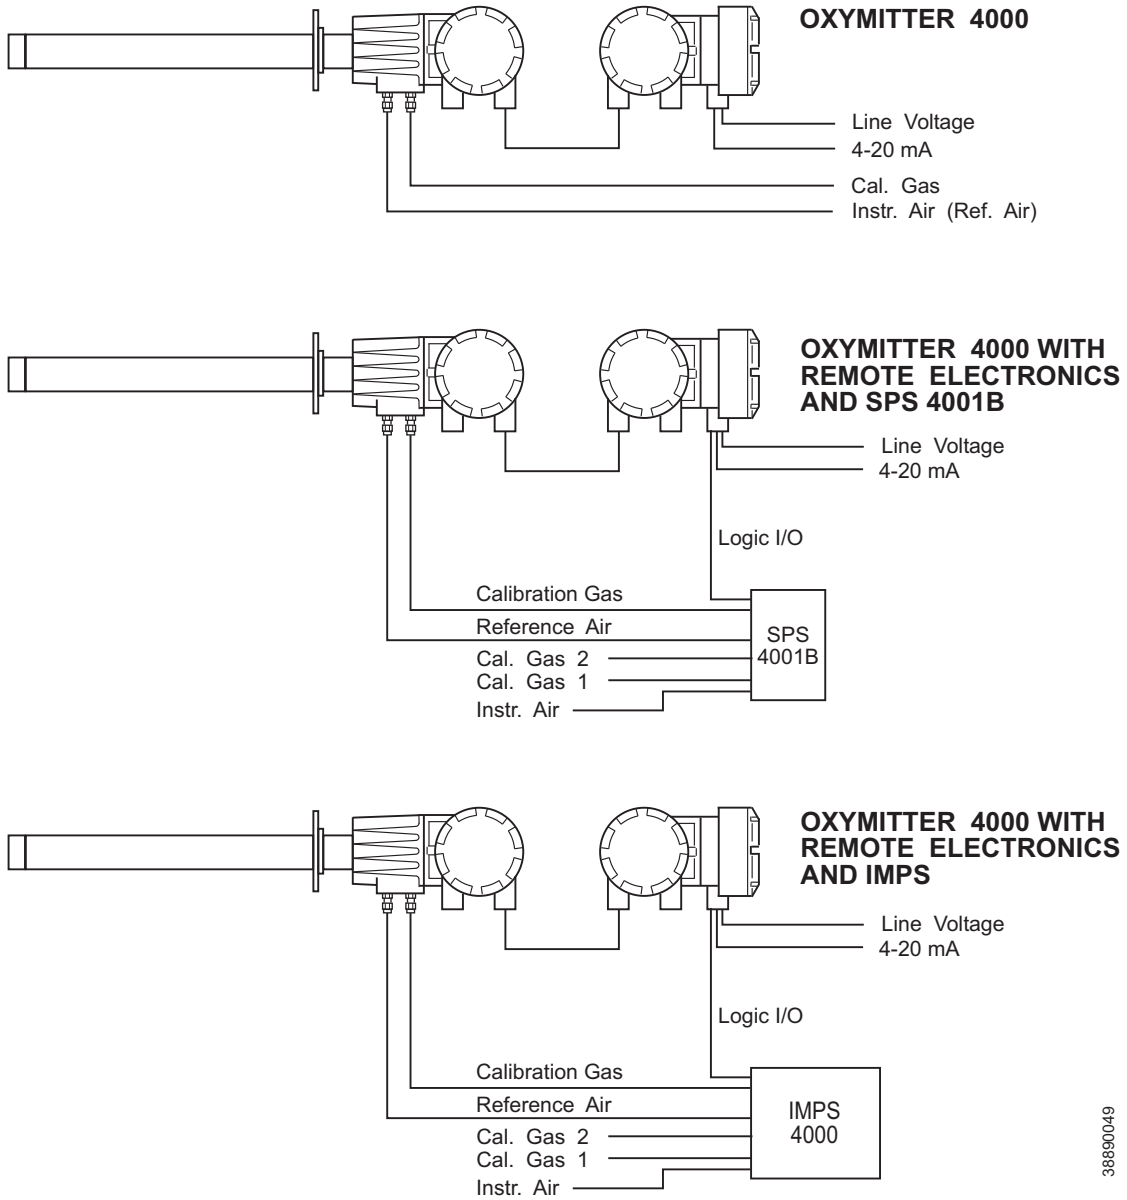 OXYMITTER 4000
Line Voltage
4-20 mA
Cal. Gas
Instr. Air (Ref. Air)
OXYMITTER 4000 WITH
REMOTE ELECTRONICS
AND SPS 4001B
Line Voltage
4-20 mA
Logic I/O
Calibration Gas
Reference Air
SPS
4001B
Cal. Gas 2
Cal. Gas 1
Instr. Air
OXYMITTER 4000 WITH
REMOTE ELECTRONICS
AND IMPS
Line Voltage
4-20 mA
Logic I/O
Calibration Gas
Reference Air
IMPS
4000
Cal. Gas 2
Cal. Gas 1
Instr. Air
38890049